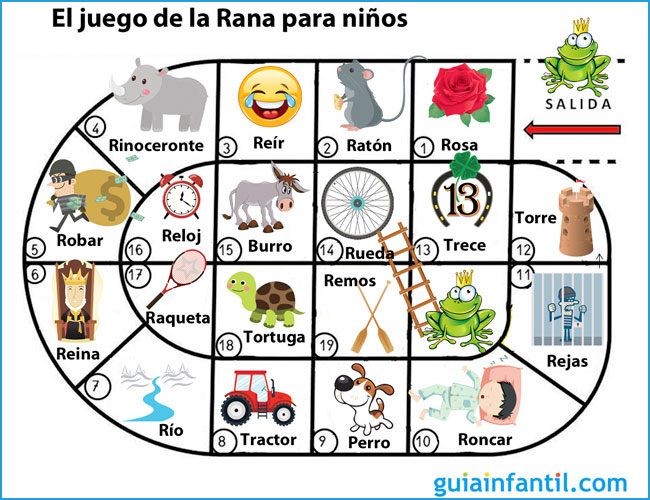 El juego de la Rana para niños
SALIDA
1 Rosa
2 Ratón
3 Reír
4 Rinoceronte
5 Robar
6 Reina
7 Río
8 Tractor
9 Perro
10 Roncar
11 Rejas
12 Torre
13 Trece
13
14 Rueda
15 Burro
16 Reloj
17 Raqueta
18 Tortuga
19 Remos
$
z z z
guiainfantil.com